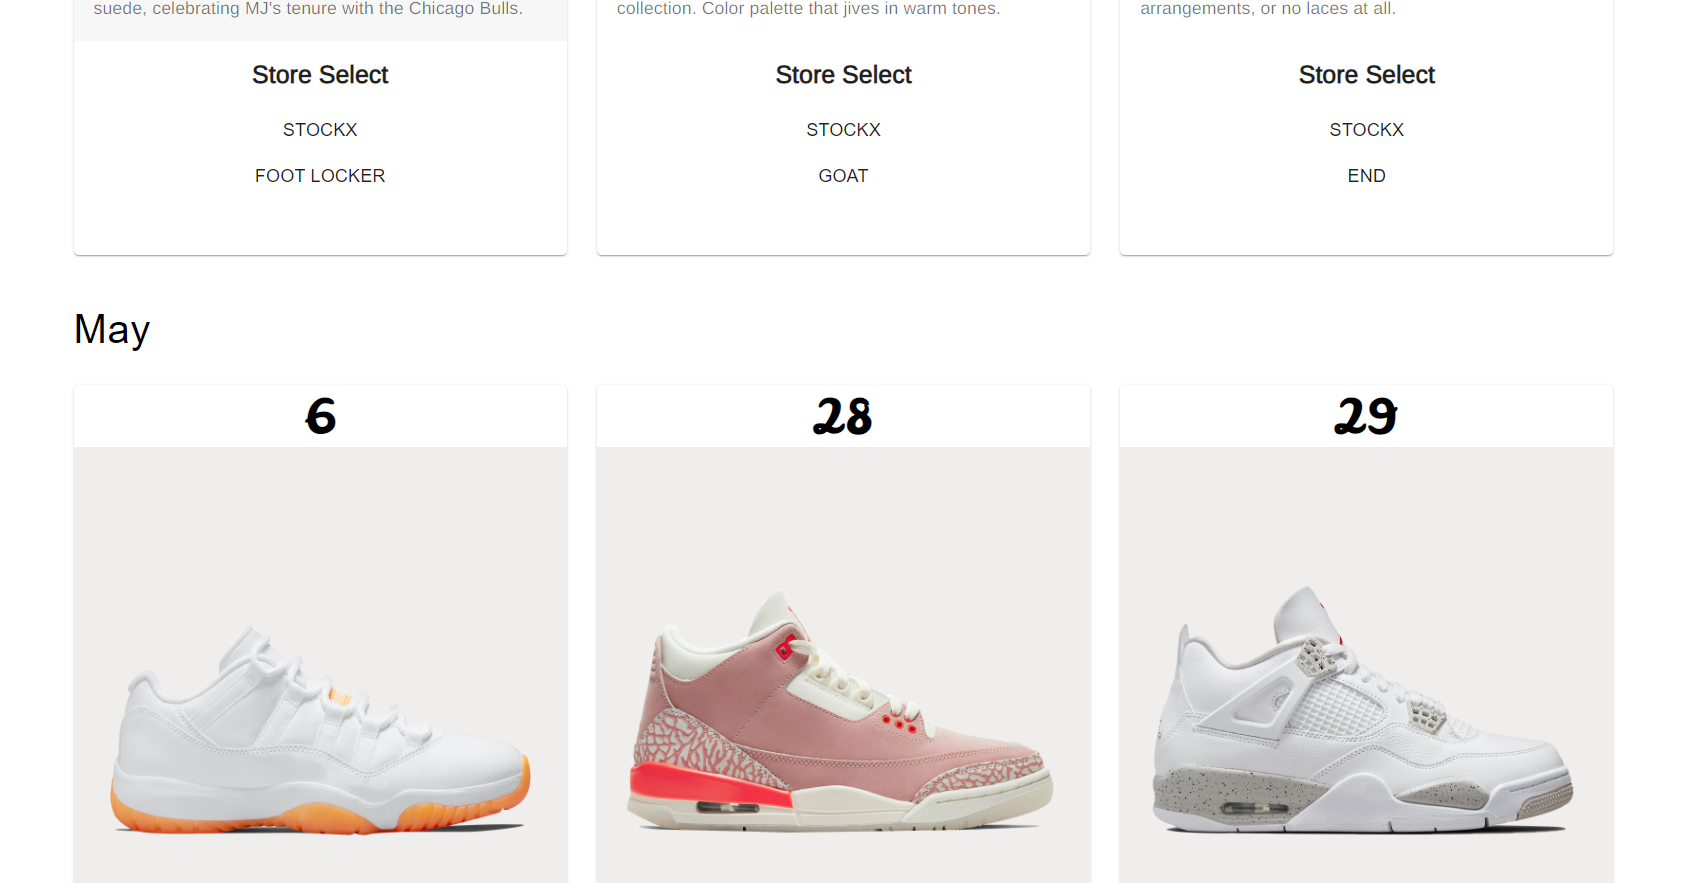 suede, celebrating MJ's tenure with the Chicago Bulls.
collection. Color palette that jives in warm tones.
arrangements, or no laces at all.
Store Select
Store Select
Store Select
STOCKX
STOCKX
STOCKX
FOOT LOCKER
GOAT
END
May
6
28
29